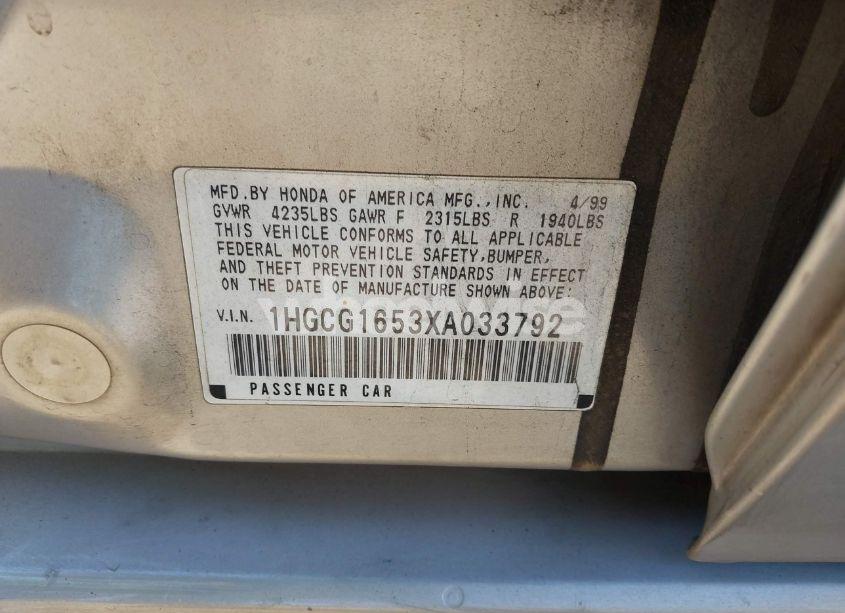 MFD.BY HONDA OF AMERICA MFG.,INC. 4/99
GVWR 4235LBS GAWR F 2315LBS R 1940LBS
THIS VEHICLE CONFORMS TO ALL APPLICABLE
FEDERAL MOTOR VEHICLE SAFETY,BUMPER,
AND THEFT PREVENTION STANDARDS IN EFFECT
ON THE DATE OF MANUFACTURE SHOWN ABOVE:
V.I.N. 1HGCG1653XA033792
PASSENGER CAR